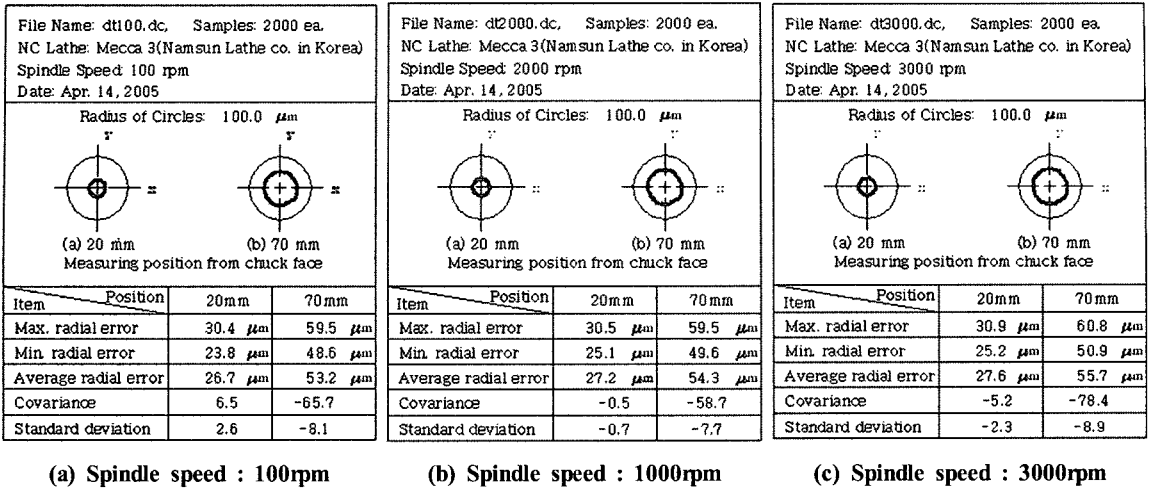 File Name: dt100.dc, Samples: 2000 ea.
NC Lathe: Mecca 3(Namsun Lathe co. in Korea)
Spindle Speed: 100 rpm
Date: Apr. 14, 2005
Radius of Circles: 100.0 μm
(a) 20 mm (b) 70 mm
Measuring position from chuck face
Item Position 20mm 70mm
Max. radial error 30.4 μm 59.5 μm
Min. radial error 23.8 μm 48.6 μm
Average radial error 26.7 μm 53.2 μm
Covariance 6.5 -65.7
Standard deviation 2.6 -8.1
(a) Spindle speed : 100rpm
File Name: dt2000.dc, Samples: 2000 ea.
NC Lathe: Mecca 3(Namsun Lathe co. in Korea)
Spindle Speed: 2000 rpm
Date: Apr. 14, 2005
Radius of Circles: 100.0 μm
(a) 20 mm (b) 70 mm
Measuring position from chuck face
Item Position 20mm 70mm
Max. radial error 30.5 μm 59.5 μm
Min. radial error 25.1 μm 49.6 μm
Average radial error 27.2 μm 54.3 μm
Covariance -0.5 -58.7
Standard deviation -0.7 -7.7
(b) Spindle speed : 1000rpm
File Name: dt3000.dc, Samples: 2000 ea.
NC Lathe: Mecca 3(Namsun Lathe co. in Korea)
Spindle Speed: 3000 rpm
Date: Apr. 14, 2005
Radius of Circles: 100.0 μm
(a) 20 mm (b) 70 mm
Measuring position from chuck face
Item Position 20mm 70mm
Max. radial error 30.9 μm 60.8 μm
Min. radial error 25.2 μm 50.9 μm
Average radial error 27.6 μm 55.7 μm
Covariance -5.2 -78.4
Standard deviation -2.3 -8.9
(c) Spindle speed : 3000rpm